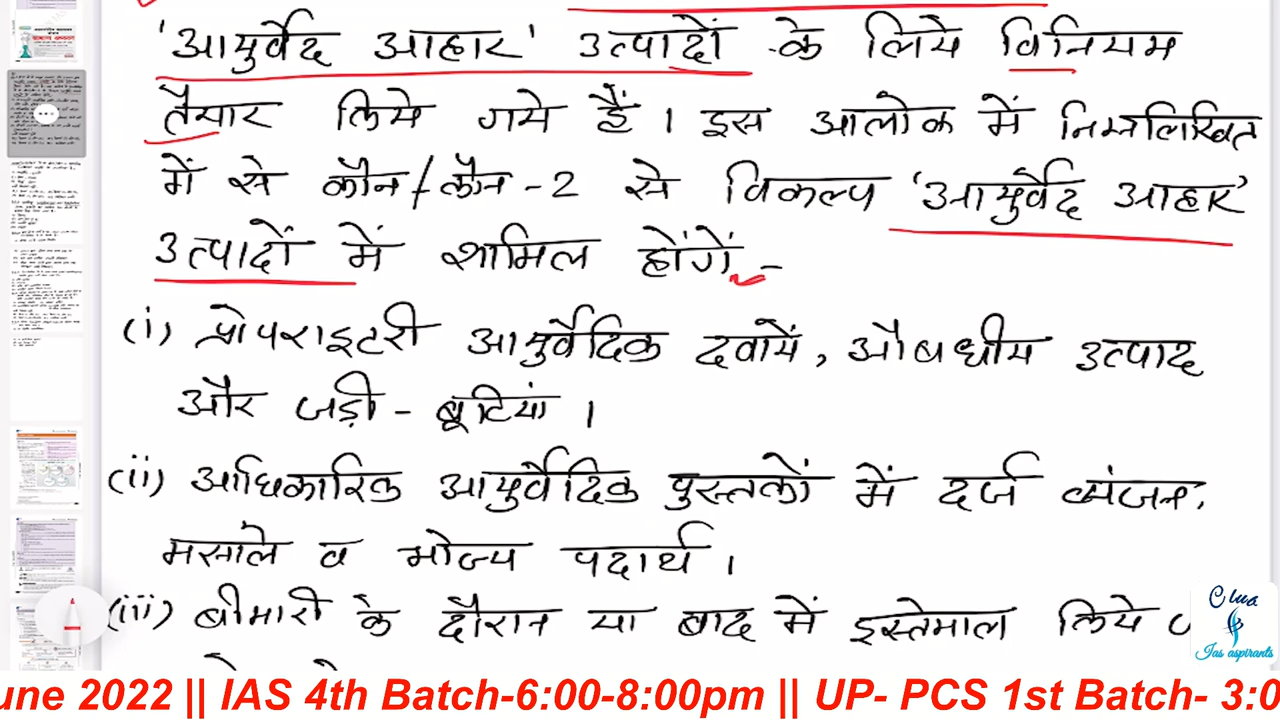 'आयुर्वेद आहार' उत्पादों के लिये विनियम
तैयार किये गये हैं। इस आलोक में निम्नलिखित
में से कौन/कौन-2 से विकल्प 'आयुर्वेद आहार'
उत्पादों में शामिल होंगें -
(i) प्रोपराइटरी आयुर्वेदिक दवायें, औषधीय उत्पाद
और जड़ी-बूटियां।
(ii) आधिकारिक आयुर्वेदिक पुस्तकों में दर्ज व्यंजन,
मसाले व भोज्य पदार्थ।
(iii) बीमारी के दौरान या बाद में इस्तेमाल किये
Clue
Ias aspirants
une 2022 || IAS 4th Batch-6:00-8:00pm || UP- PCS 1st Batch- 3:0